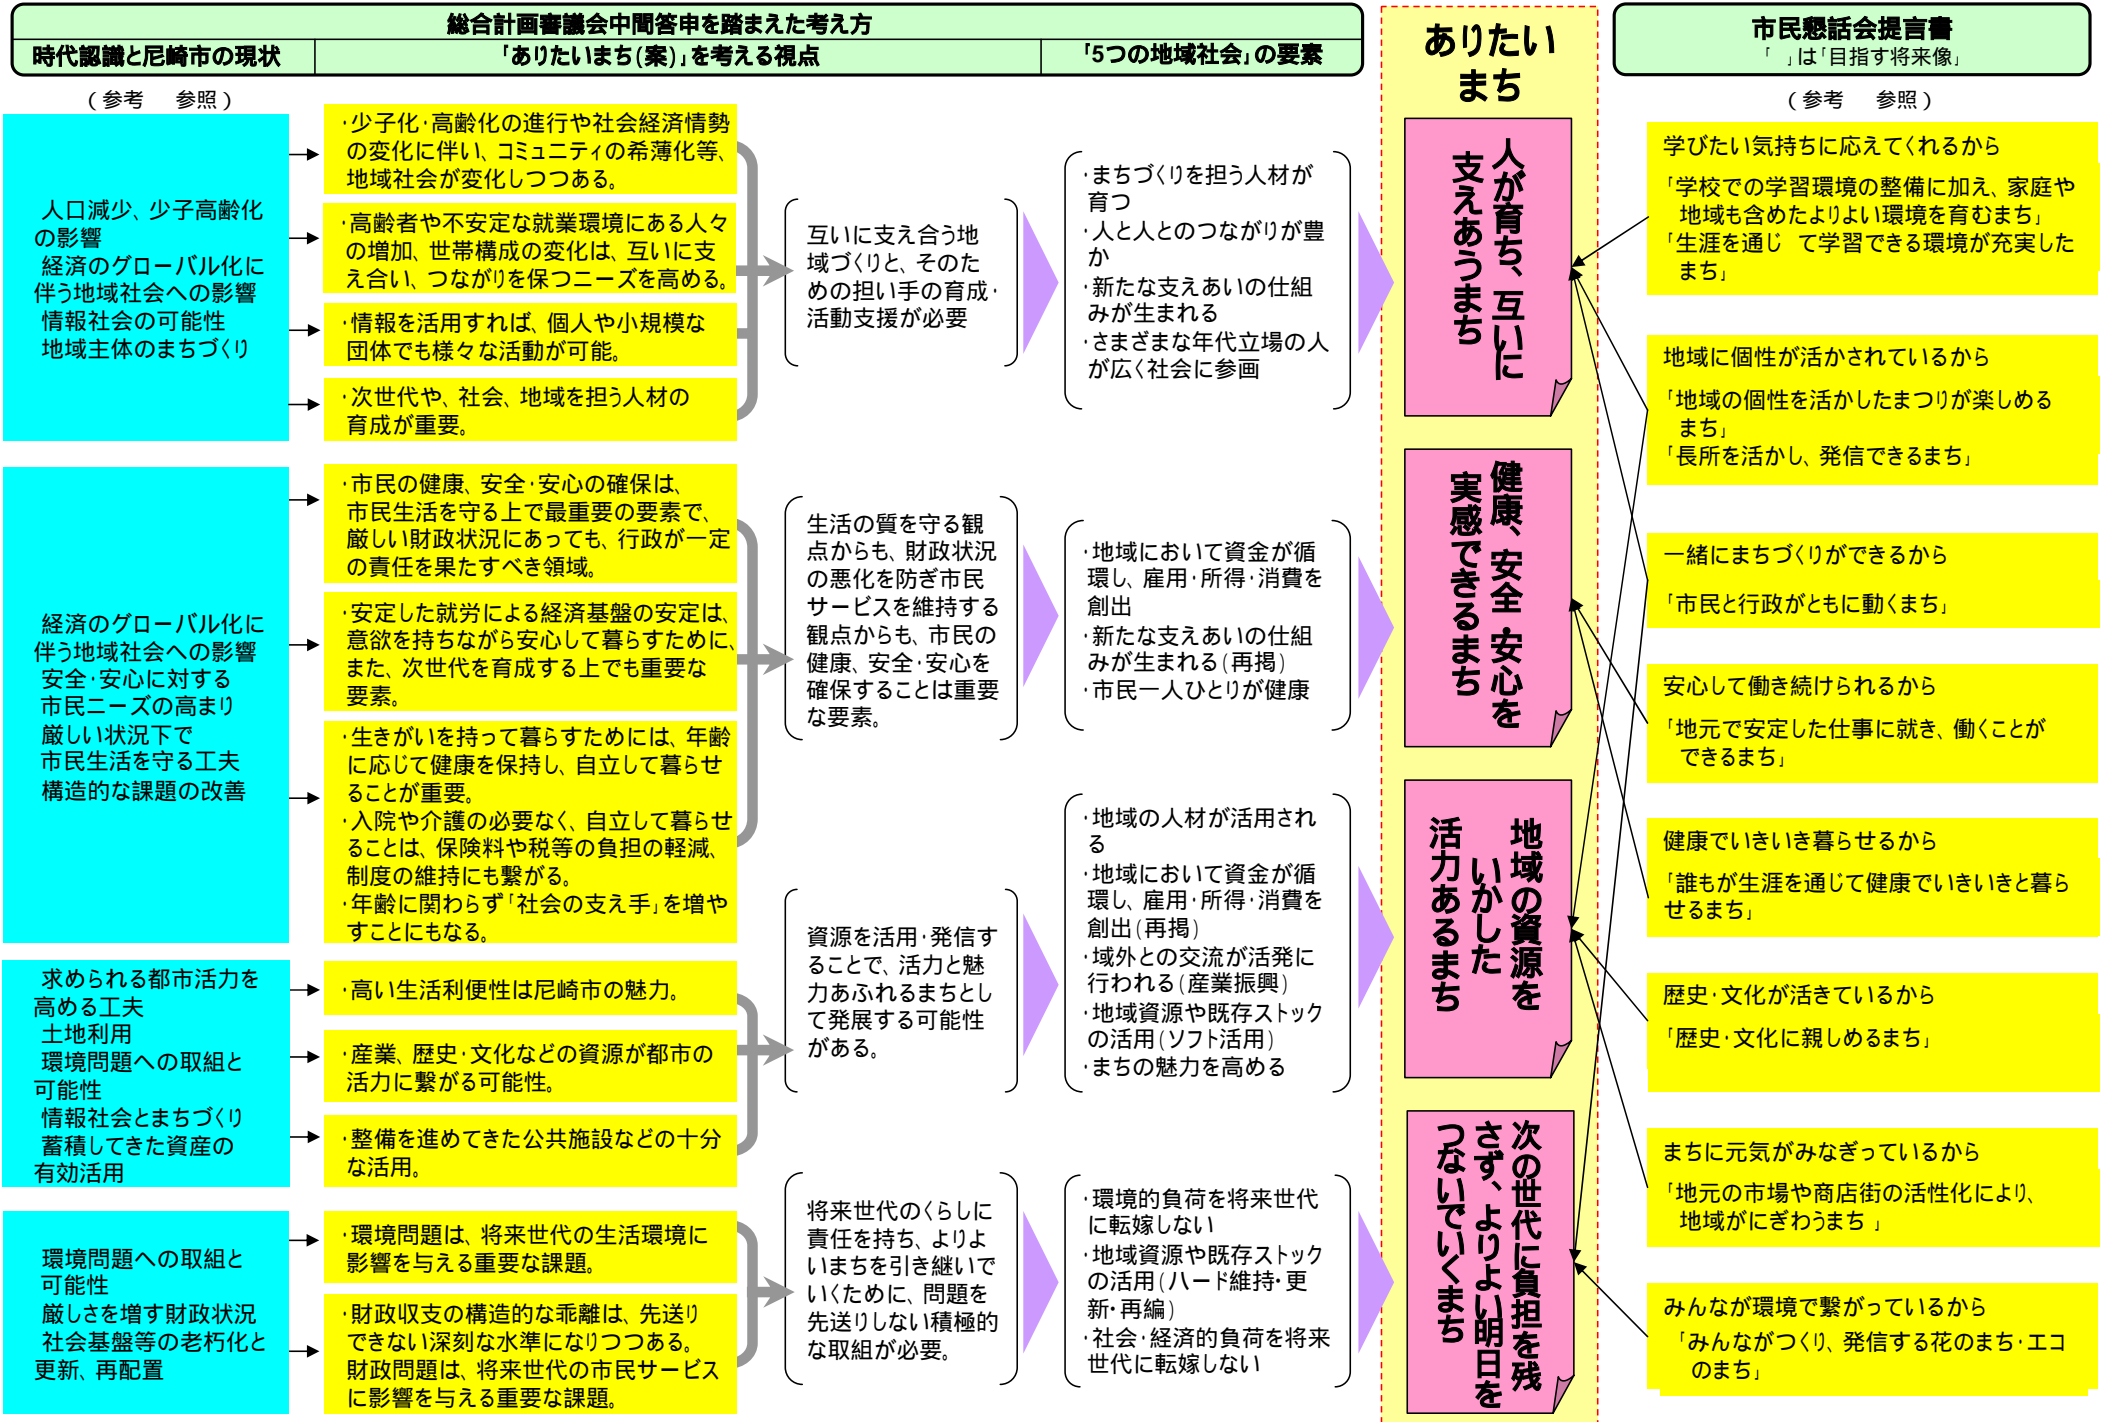 総合計画審議会中間答申を踏まえた考え方
時代認識と尼崎市の現状
「ありたいまち(案)」を考える視点
「5つの地域社会」の要素
(参考　参照)
人口減少、少子高齢化
の影響
経済のグローバル化に
伴う地域社会への影響
情報社会の可能性
地域主体のまちづくり
・少子化・高齢化の進行や社会経済情勢
の変化に伴い、コミュニティの希薄化等、
地域社会が変化しつつある。
・高齢者や不安定な就業環境にある人々
の増加、世帯構成の変化は、互いに支
え合い、つながりを保つニーズを高める。
・情報を活用すれば、個人や小規模な
団体でも様々な活動が可能。
・次世代や、社会、地域を担う人材の
育成が重要。
互いに支え合う地
域づくりと、そのた
めの担い手の育成・
活動支援が必要
・まちづくりを担う人材が
育つ
・人と人とのつながりが豊
か
・新たな支えあいの仕組
みが生まれる
・さまざまな年代立場の人
が広く社会に参画
経済のグローバル化に
伴う地域社会への影響
安全・安心に対する
市民ニーズの高まり
厳しい状況下で
市民生活を守る工夫
構造的な課題の改善
・市民の健康、安全・安心の確保は、
市民生活を守る上で最重要の要素で、
厳しい財政状況にあっても、行政が一定
の責任を果たすべき領域。
・安定した就労による経済基盤の安定は、
意欲を持ちながら安心して暮らすために、
また、次世代を育成する上でも重要な
要素。
・生きがいを持って暮らすためには、年齢
に応じて健康を保持し、自立して暮らせ
ることが重要。
・入院や介護の必要なく、自立して暮らせ
ることは、保険料や税等の負担の軽減、
制度の維持にも繋がる。
・年齢に関わらず「社会の支え手」を増や
すことにもなる。
生活の質を守る観
点からも、財政状況
の悪化を防ぎ市民
サービスを維持する
観点からも、市民の
健康、安全・安心を
確保することは重要
な要素。
・地域において資金が循
環し、雇用・所得・消費を
創出
・新たな支えあいの仕組
みが生まれる(再掲)
・市民一人ひとりが健康
求められる都市活力を
高める工夫
土地利用
環境問題への取組と
可能性
情報社会とまちづくり
蓄積してきた資産の
有効活用
・高い生活利便性は尼崎市の魅力。
・産業、歴史・文化などの資源が都市の
活力に繋がる可能性。
・整備を進めてきた公共施設などの十分
な活用。
資源を活用・発信す
ることで、活力と魅
力あふれるまちとし
て発展する可能性
がある。
・地域の人材が活用され
る
・地域において資金が循
環し、雇用・所得・消費を
創出(再掲)
・域外との交流が活発に
行われる(産業振興)
・地域資源や既存ストック
の活用(ソフト活用)
・まちの魅力を高める
環境問題への取組と
可能性
厳しさを増す財政状況
社会基盤等の老朽化と
更新、再配置
・環境問題は、将来世代の生活環境に
影響を与える重要な課題。
・財政収支の構造的な乖離は、先送り
できない深刻な水準になりつつある。
財政問題は、将来世代の市民サービス
に影響を与える重要な課題。
将来世代のくらしに
責任を持ち、よりよ
いまちを引き継いで
いくために、問題を
先送りしない積極的
な取組が必要。
・環境的負荷を将来世代
に転嫁しない
・地域資源や既存ストック
の活用(ハード維持・更
新・再編)
・社会・経済的負荷を将来
世代に転嫁しない
ありたい
まち
人が育ち、互いに
支えあうまち
健康、安全・安心を
実感できるまち
地域の資源を
いかした
活力あるまち
次の世代に負担を残
さず、よりよい明日を
つないでいくまち
市民懇話会提言書
「　」は「目指す将来像」
(参考　参照)
学びたい気持ちに応えてくれるから
「学校での学習環境の整備に加え、家庭や
地域も含めたよりよい環境を育むまち」
「生涯を通じ て学習できる環境が充実した
まち」
地域に個性が活かされているから
「地域の個性を活かしたまつりが楽しめる
まち」
「長所を活かし、発信できるまち」
一緒にまちづくりができるから
「市民と行政がともに動くまち」
安心して働き続けられるから
「地元で安定した仕事に就き、働くことが
できるまち」
健康でいきいき暮らせるから
「誰もが生涯を通じて健康でいきいきと暮ら
せるまち」
歴史・文化が活きているから
「歴史・文化に親しめるまち」
まちに元気がみなぎっているから
「地元の市場や商店街の活性化により、
地域がにぎわうまち 」
みんなが環境で繋がっているから
「みんながつくり、発信する花のまち・エコ
のまち」